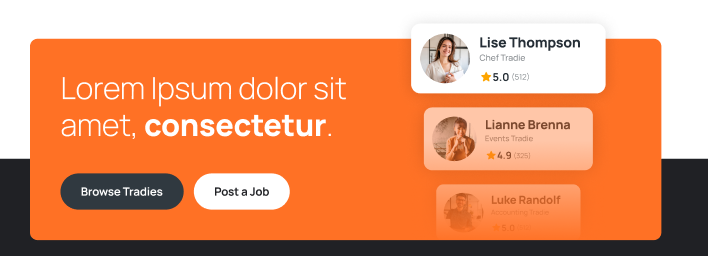 Lorem Ipsum dolor sit
amet, consectetur.
Browse Tradies
Post a Job
Lise Thompson
Chef Tradie
5.0 (512)
Lianne Brenna
Events Tradie
4.9 (325)
Luke Randolf
Accounting Tradie
5.0